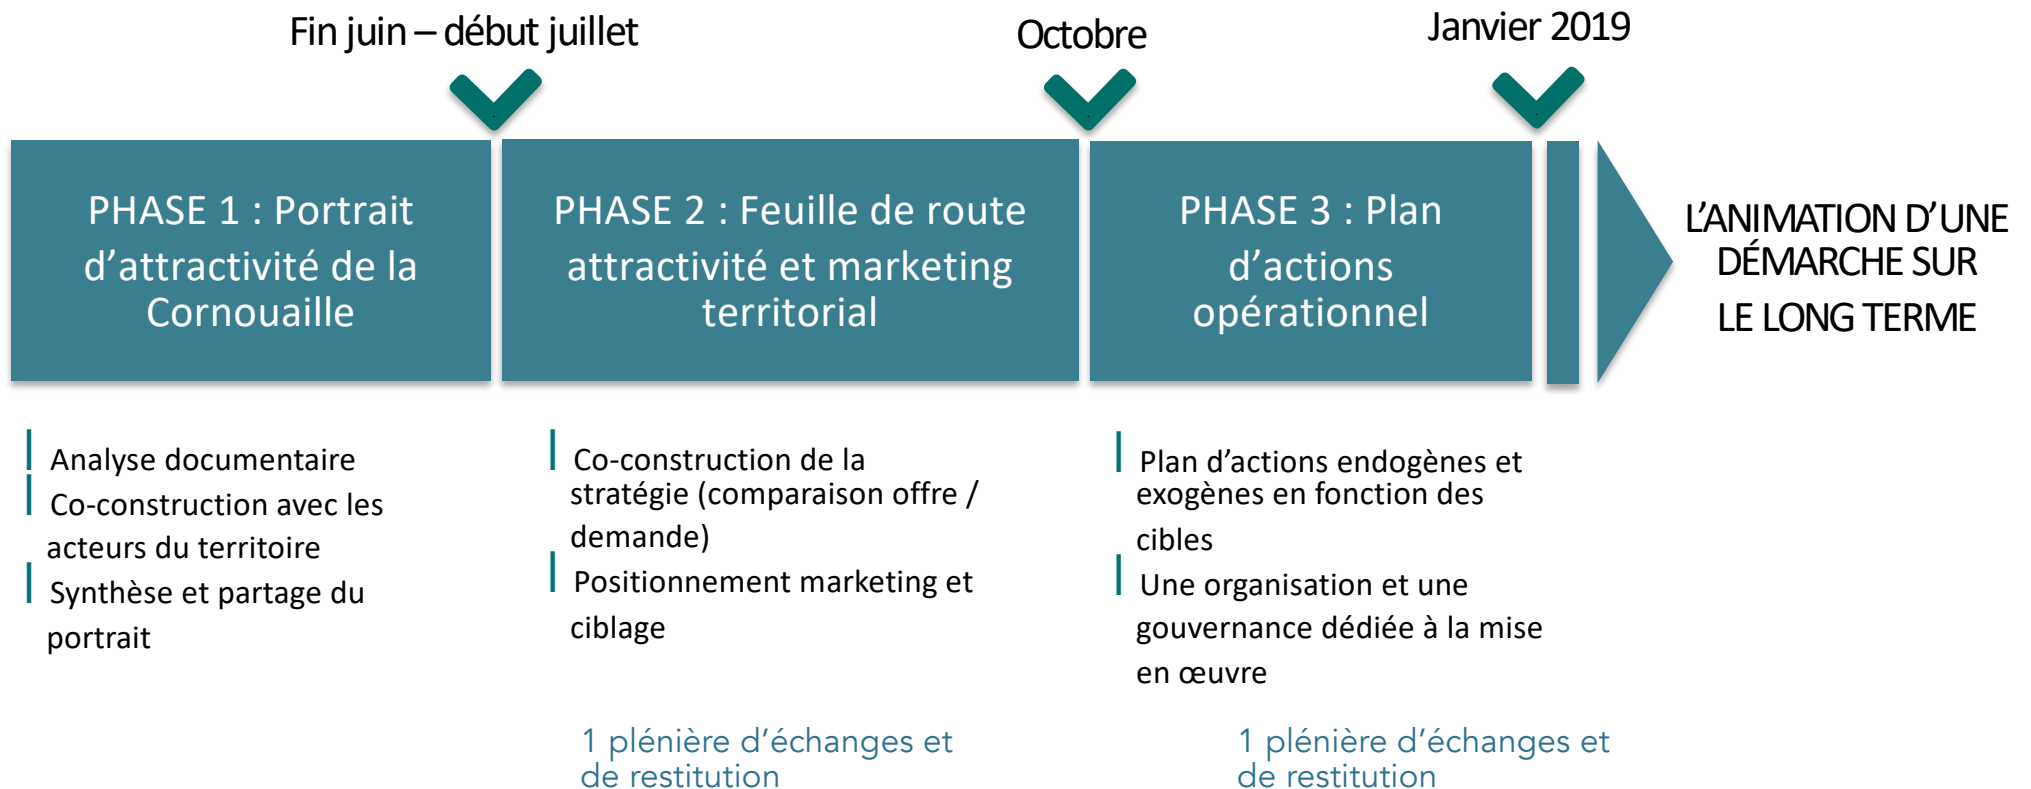 Fin juin – début juillet
Octobre
Janvier 2019
PHASE 1 : Portrait
d’attractivité de la
Cornouaille
PHASE 2 : Feuille de route
attractivité et marketing
territorial
PHASE 3 : Plan
d’actions
opérationnel
L’ANIMATION D’UNE
DÉMARCHE SUR
LE LONG TERME
Analyse documentaire
Co-construction avec les
acteurs du territoire
Synthèse et partage du
portrait
Co-construction de la
stratégie (comparaison offre /
demande)
Positionnement marketing et
ciblage
1 plénière d’échanges et
de restitution
Plan d’actions endogènes et
exogènes en fonction des
cibles
Une organisation et une
gouvernance dédiée à la mise
en œuvre
1 plénière d’échanges et
de restitution